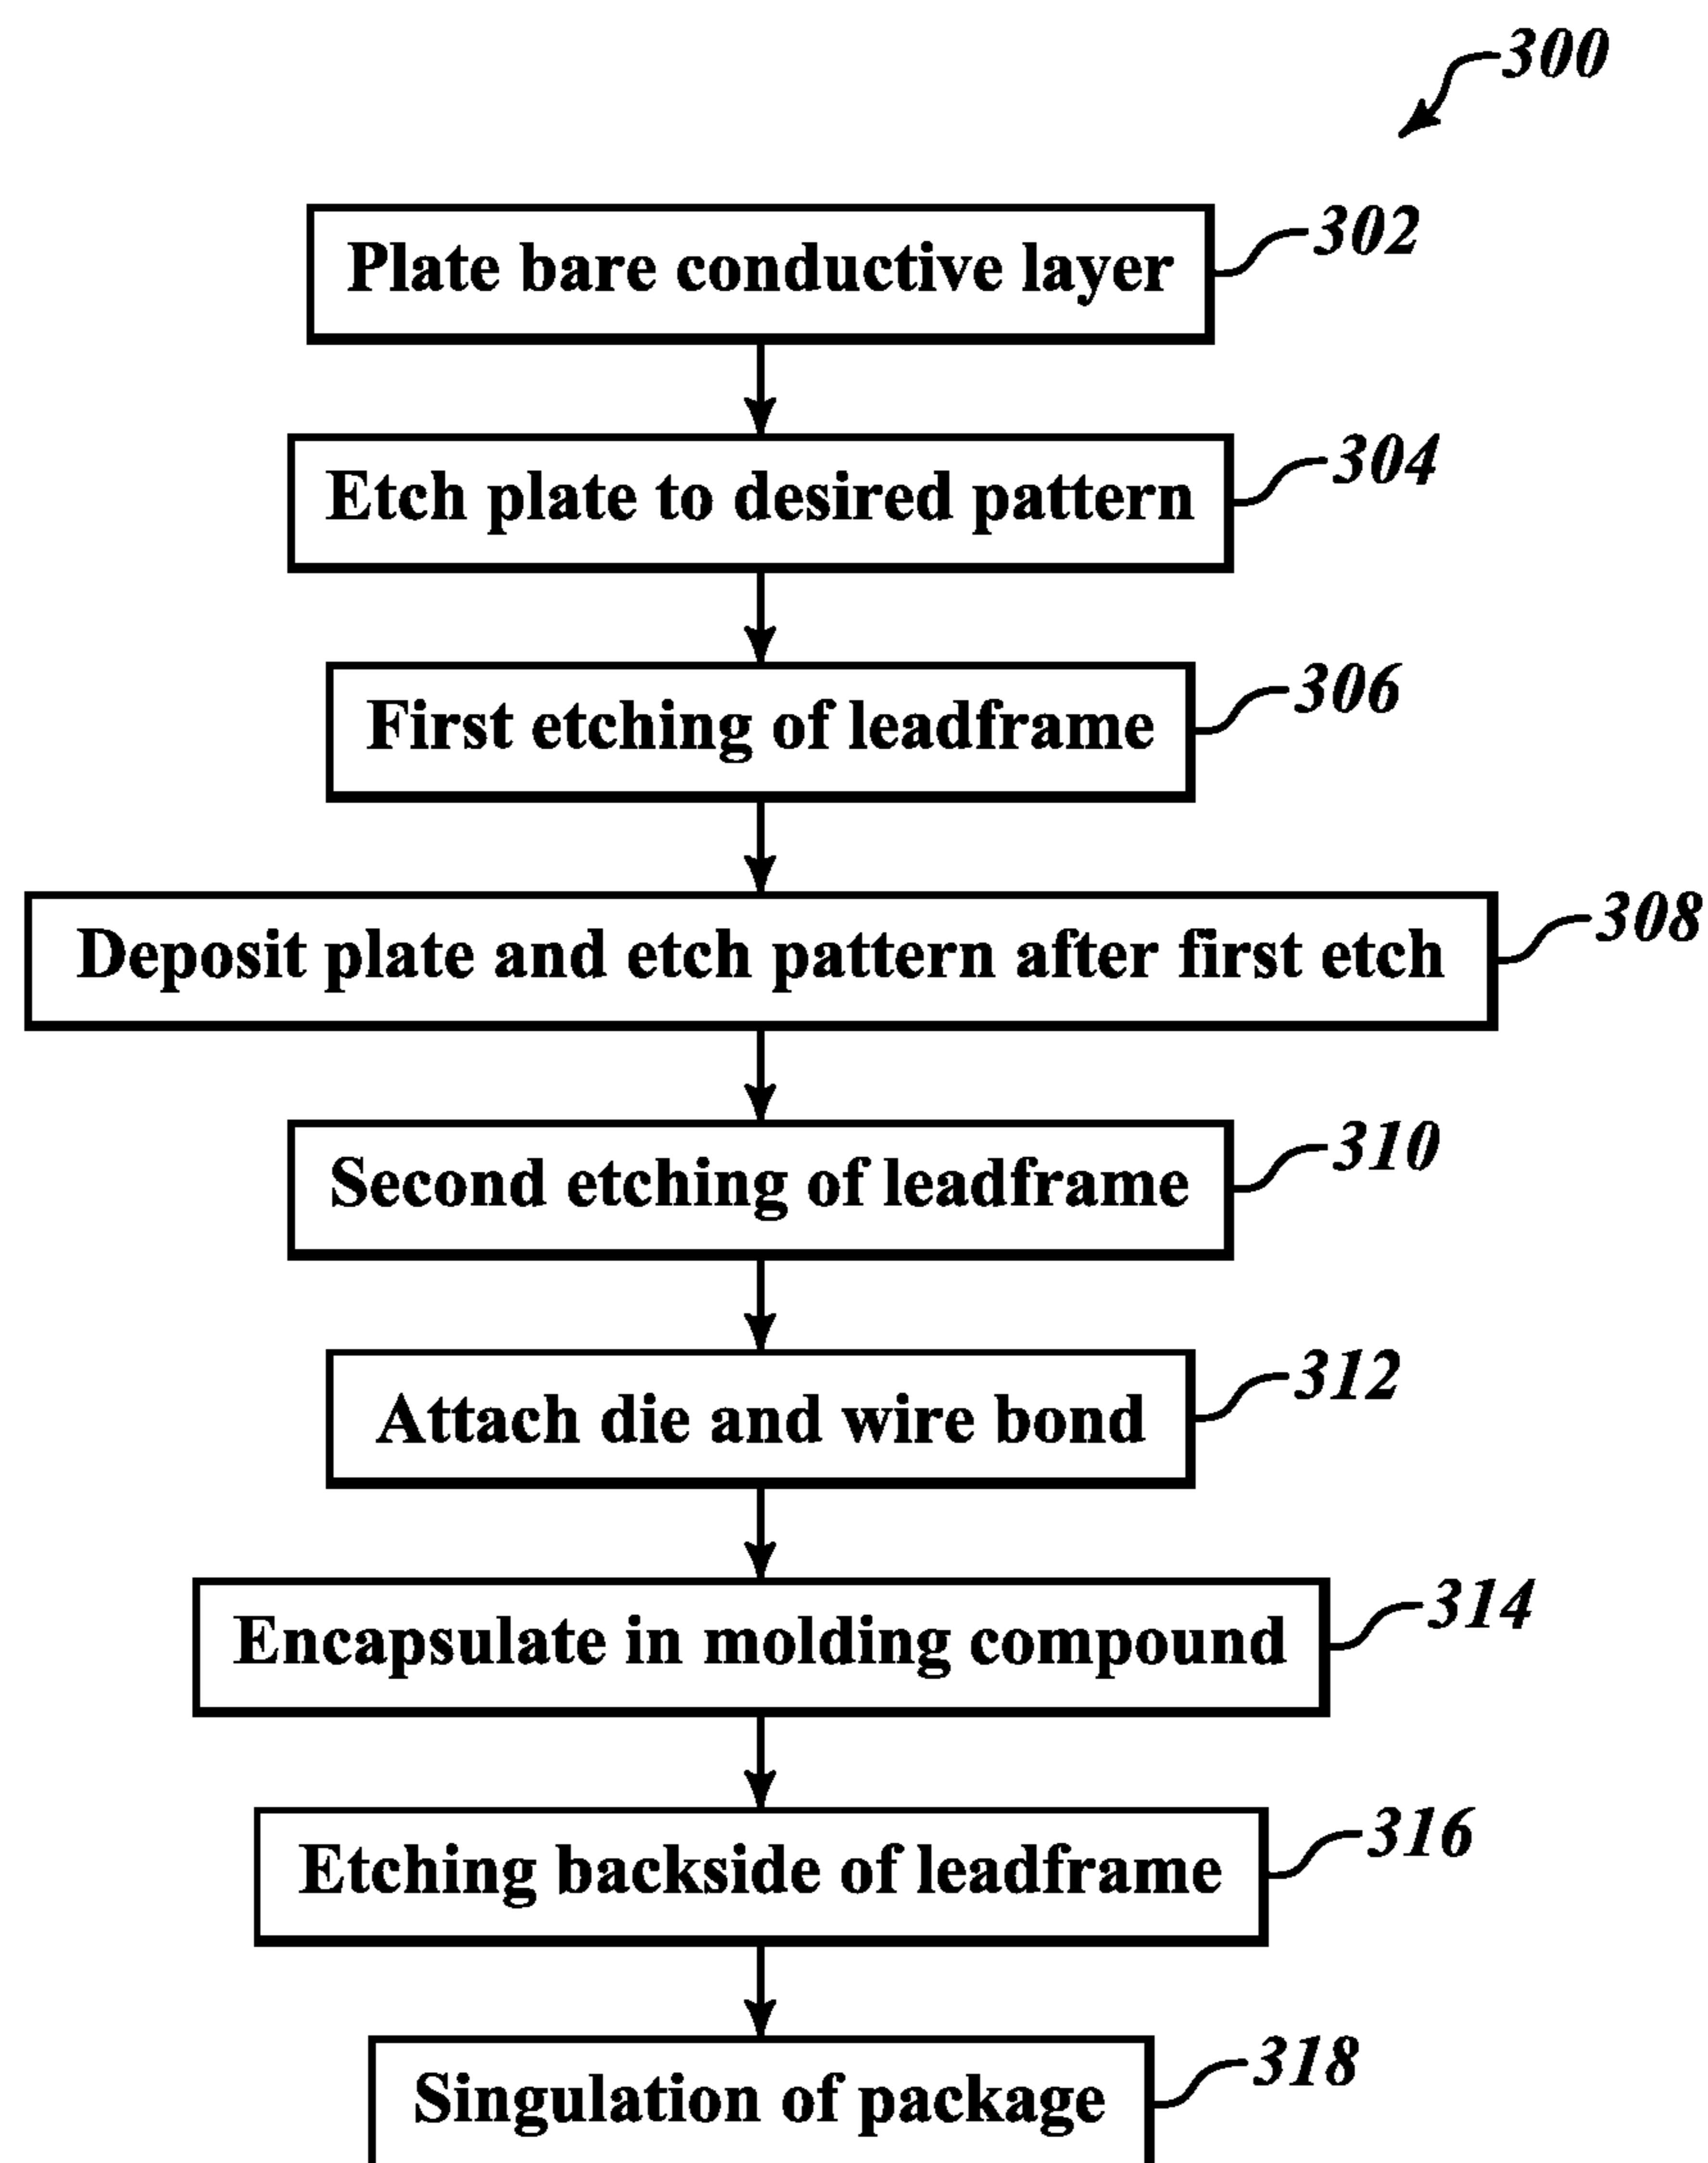 300
Plate bare conductive layer
302
Etch plate to desired pattern
304
First etching of leadframe
306
Deposit plate and etch pattern after first etch
308
Second etching of leadframe
310
Attach die and wire bond
312
Encapsulate in molding compound
314
Etching backside of leadframe
316
Singulation of package
318